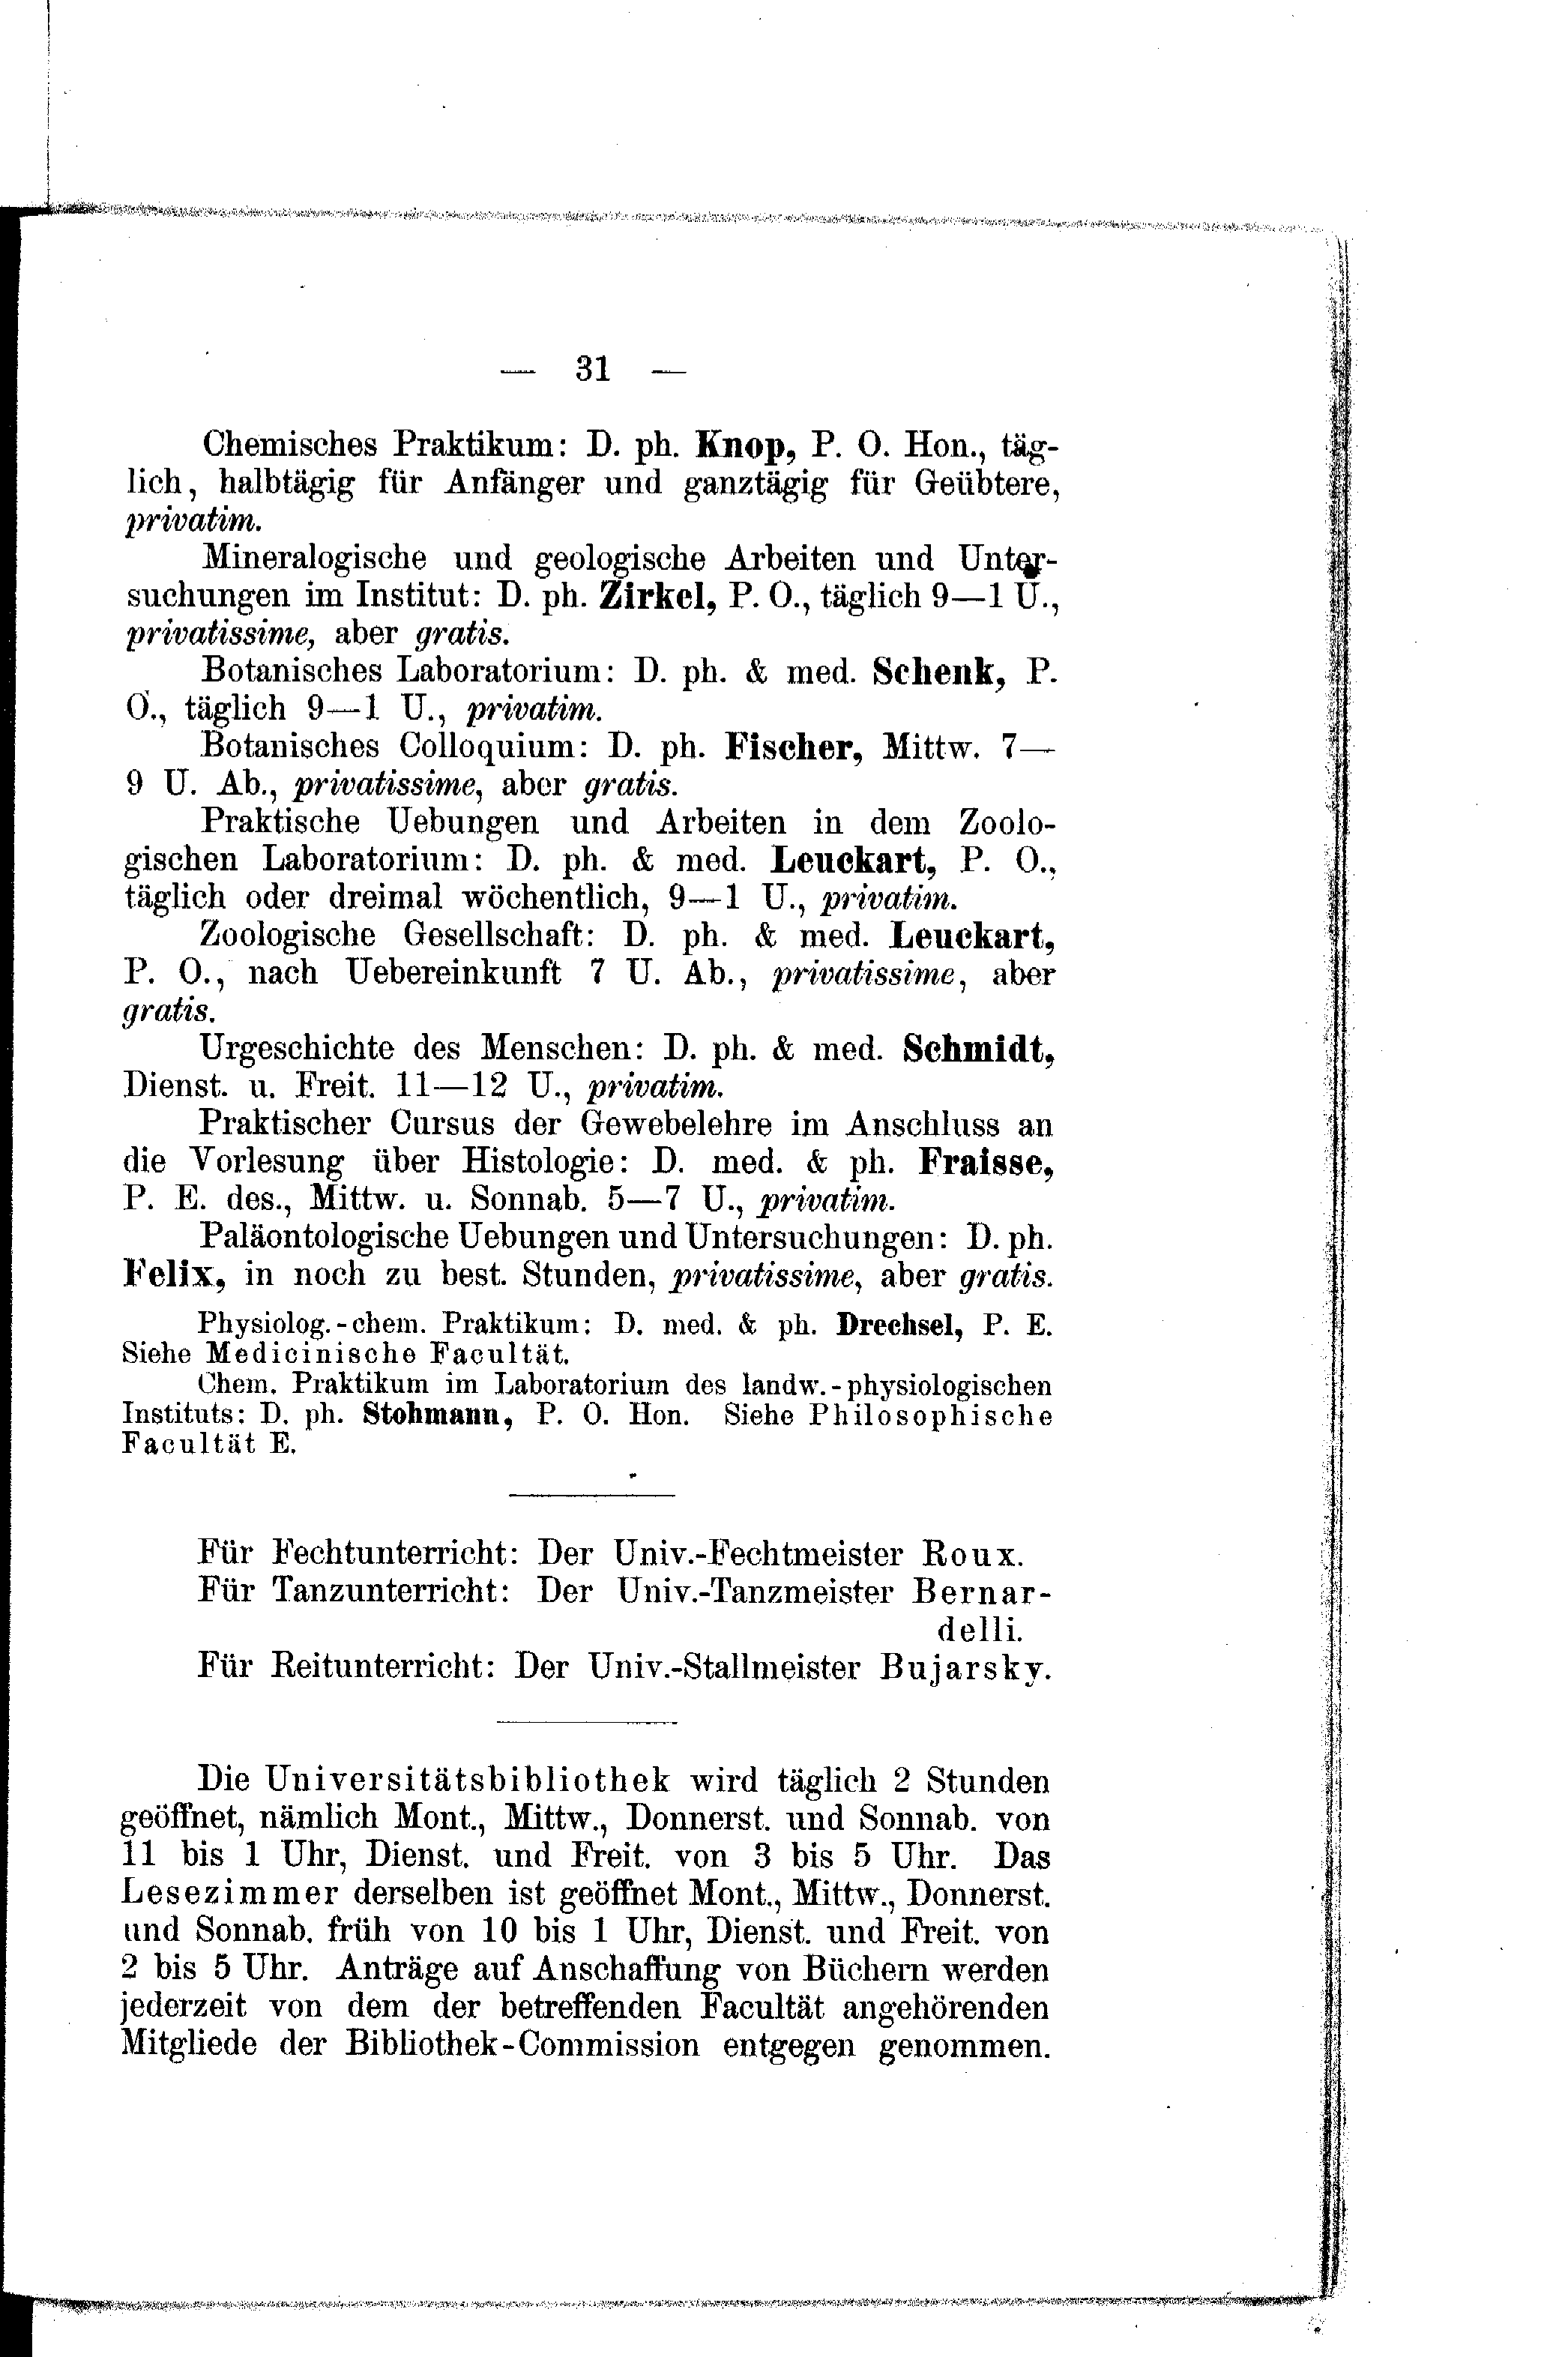 — 31 —
Chemisches Praktikum: D. ph. Knop, P. O. Hon., täg-
lich, halbtägig für Anfänger und ganztägig für Geübtere,
privatim.
Mineralogische und geologische Arbeiten und Unter-
suchungen im Institut: D. ph. Zirkel, P. O., täglich 9—1 U.,
privatissime, aber gratis.
Botanisches Laboratorium: D. ph. & med. Schenk, P.
O., täglich 9—1 U., privatim.
Botanisches Colloquium: D. ph. Fischer, Mittw. 7—
9 U. Ab., privatissime, aber gratis.
Praktische Uebungen und Arbeiten in dem Zoolo-
gischen Laboratorium: D. ph. & med. Leuckart, P. O.,
täglich oder dreimal wöchentlich, 9—1 U., privatim.
Zoologische Gesellschaft: D. ph. & med. Leuckart,
P. O., nach Uebereinkunft 7 U. Ab., privatissime, aber
gratis.
Urgeschichte des Menschen: D. ph. & med. Schmidt,
Dienst. u. Freit. 11—12 U., privatim.
Praktischer Cursus der Gewebelehre im Anschluss an
die Vorlesung über Histologie: D. med. & ph. Fraisse,
P. E. des., Mittw. u. Sonnab. 5—7 U., privatim.
Paläontologische Uebungen und Untersuchungen: D. ph.
Felix, in noch zu best. Stunden, privatissime, aber gratis.
Physiolog.-chem. Praktikum: D. med. & ph. Drechsel, P. E.
Siehe Medicinische Facultät.
Chem. Praktikum im Laboratorium des landw.-physiologischen
Instituts: D. ph. Stohmann, P. O. Hon. Siehe Philosophische
Facultät E.
Für Fechtunterricht: Der Univ.-Fechtmeister Roux.
Für Tanzunterricht: Der Univ.-Tanzmeister Bernar-
delli.
Für Reitunterricht: Der Univ.-Stallmeister Bujarsky.
Die Universitätsbibliothek wird täglich 2 Stunden
geöffnet, nämlich Mont., Mittw., Donnerst. und Sonnab. von
11 bis 1 Uhr, Dienst. und Freit. von 3 bis 5 Uhr. Das
Lesezimmer derselben ist geöffnet Mont., Mittw., Donnerst.
und Sonnab. früh von 10 bis 1 Uhr, Dienst. und Freit. von
2 bis 5 Uhr. Anträge auf Anschaffung von Büchern werden
jederzeit von dem der betreffenden Facultät angehörenden
Mitgliede der Bibliothek-Commission entgegen genommen.